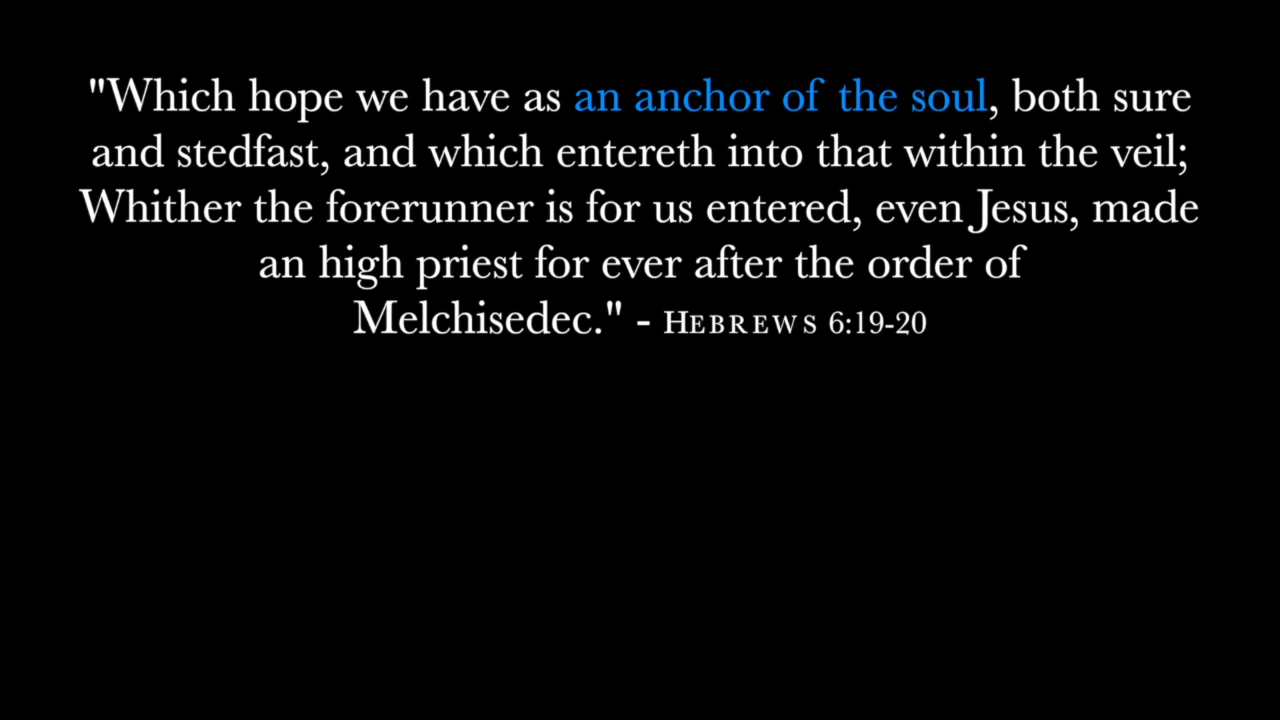 "Which hope we have as an anchor of the soul, both sure
and stedfast, and which entereth into that within the veil;
Whither the forerunner is for us entered, even Jesus, made
an high priest for ever after the order of
Melchisedec." - HEBREWS 6:19-20